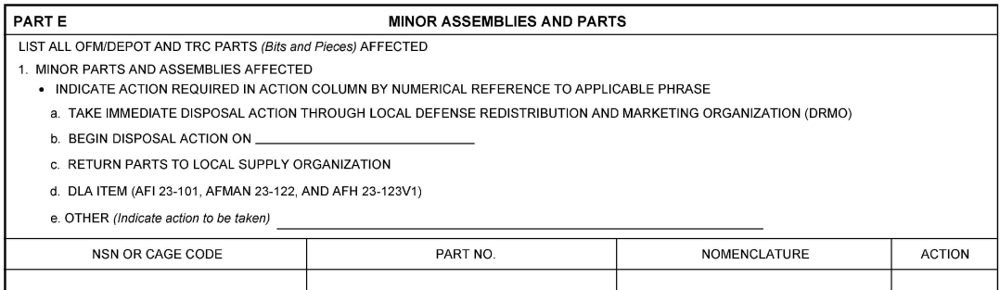 PART E MINOR ASSEMBLIES AND PARTS
LIST ALL OFM/DEPOT AND TRC PARTS (Bits and Pieces) AFFECTED
1. MINOR PARTS AND ASSEMBLIES AFFECTED
• INDICATE ACTION REQUIRED IN ACTION COLUMN BY NUMERICAL REFERENCE TO APPLICABLE PHRASE
a. TAKE IMMEDIATE DISPOSAL ACTION THROUGH LOCAL DEFENSE REDISTRIBUTION AND MARKETING ORGANIZATION (DRMO)
b. BEGIN DISPOSAL ACTION ON
c. RETURN PARTS TO LOCAL SUPPLY ORGANIZATION
d. DLA ITEM (AFI 23-101, AFMAN 23-122, AND AFH 23-123V1)
e. OTHER (Indicate action to be taken)
NSN OR CAGE CODE PART NO. NOMENCLATURE ACTION